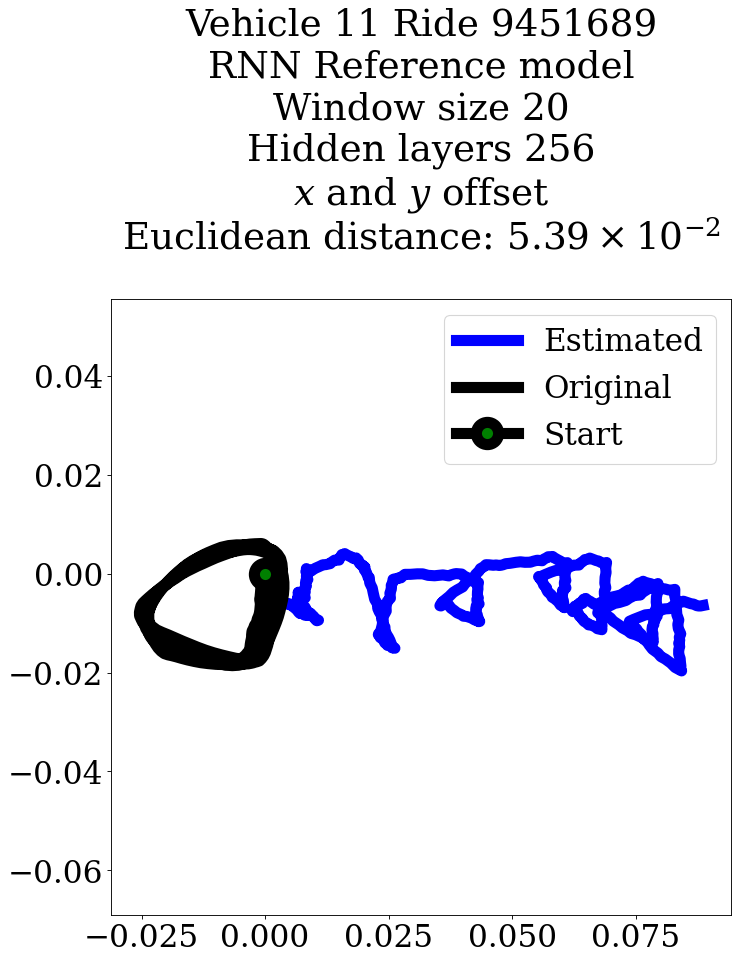 Vehicle 11 Ride 9451689
RNN Reference model
Window size 20
Hidden layers 256
x and y offset
Euclidean distance: 5.39 × 10⁻²
Estimated
Original
Start
0.04
0.02
0.00
−0.02
−0.04
−0.06
−0.025 0.000 0.025 0.050 0.075